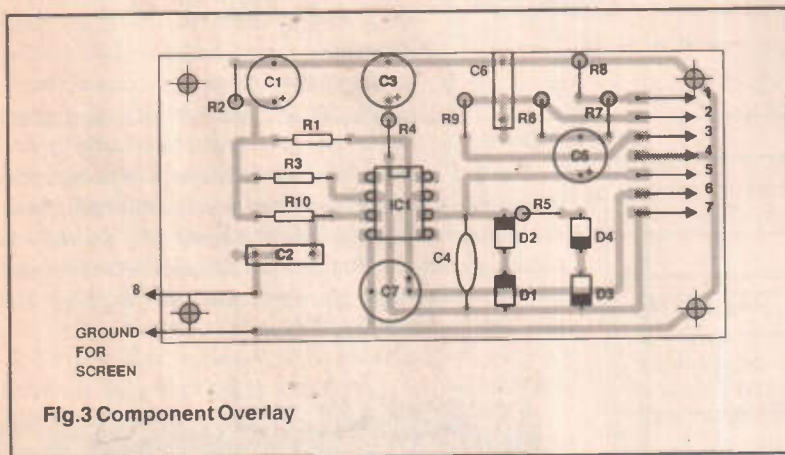 C1
+
C3
+
C6
R8
R2
R4
R9
R6
R7
1
2
3
4
5
6
7
R1
R3
R10
IC1
C5
+
R5
D2
D4
C2
C4
C7
+
D1
D3
8
GROUND
FOR
SCREEN
Fig.3 Component Overlay